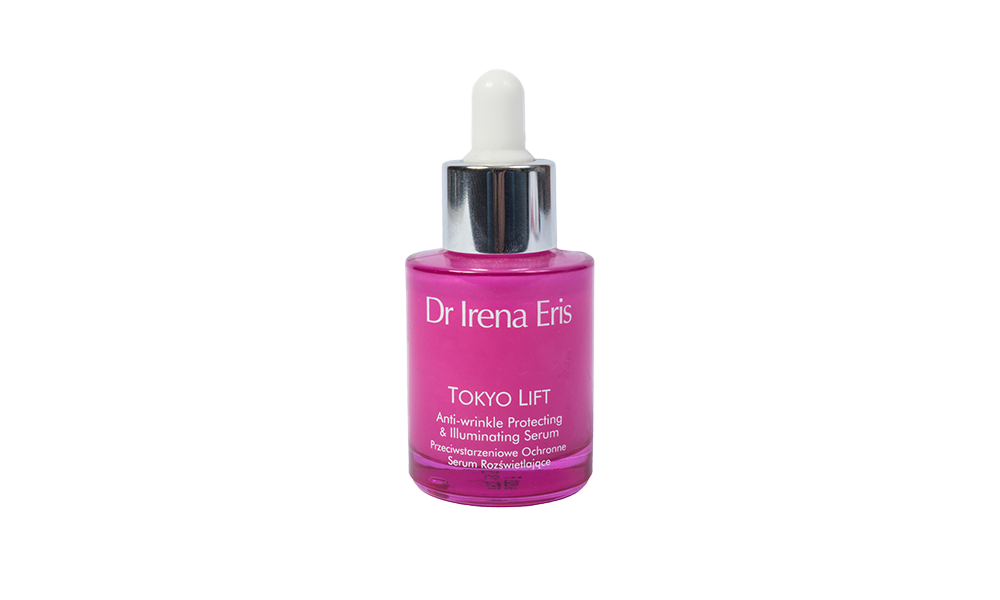 Dr Irena Eris
TOKYO LIFT
Anti-wrinkle Protecting
& Illuminating Serum
Przeciwstarzeniowe Ochronne
Serum Rozświetlające